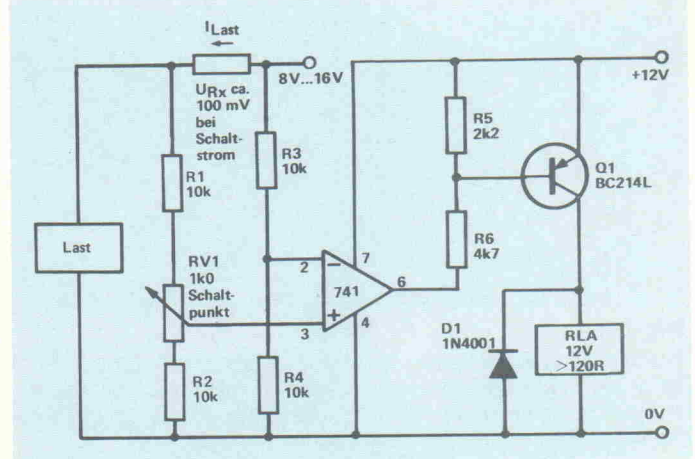 I Last
8V...16V
+12V
URx ca.
100 mV
bei
Schalt-
strom
R1
10k
R3
10k
R5
2k2
Q1
BC214L
Last
RV1
1k0
Schalt-
punkt
R6
4k7
2
−
7
741
6
3
+
4
R2
10k
R4
10k
D1
1N4001
RLA
12V
>120R
0V